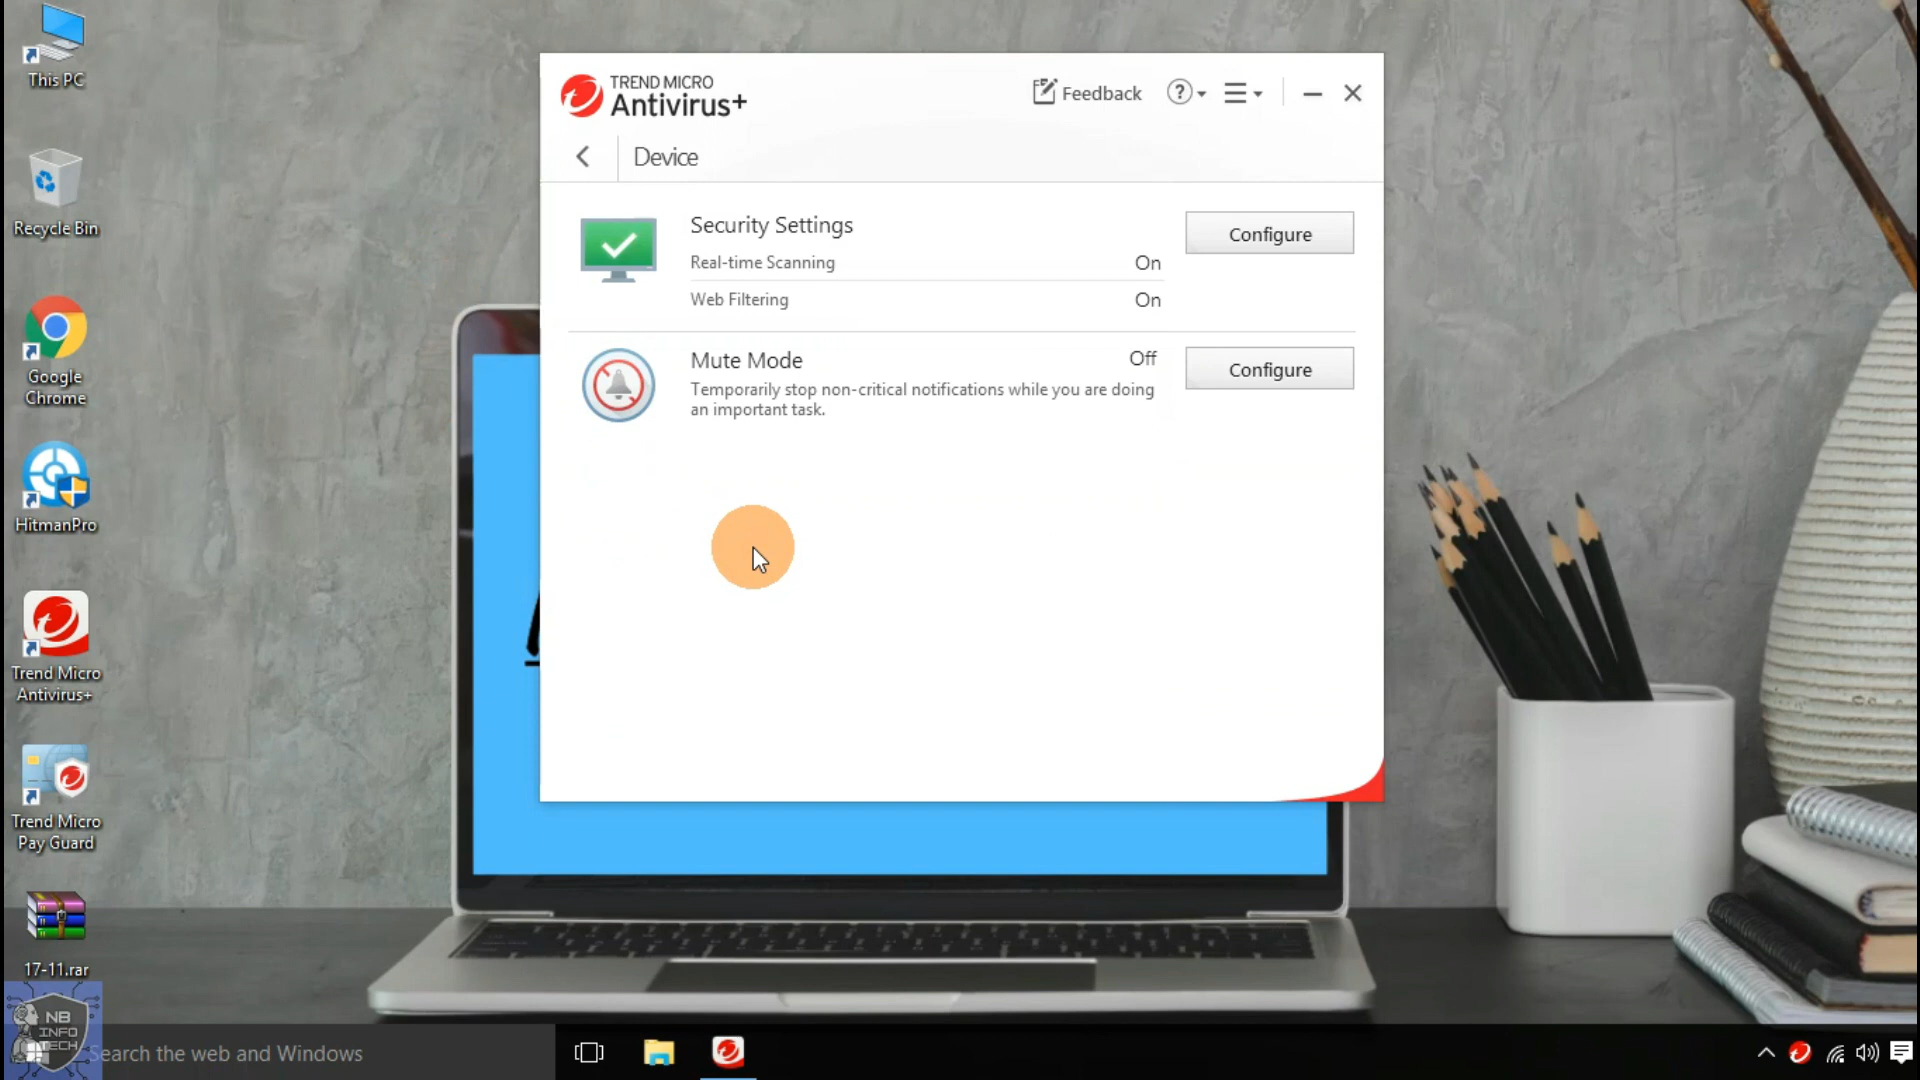 This PC
Recycle Bin
Google
Chrome
HitmanPro
Trend Micro
Antivirus+
Trend Micro
Pay Guard
17-11.rar
TREND MICRO
Antivirus+
Feedback
?
Device
Security Settings
Configure
Real-time Scanning On
Web Filtering On
Mute Mode Off
Configure
Temporarily stop non-critical notifications while you are doing
an important task.
NB
INFO
TECH
Search the web and Windows